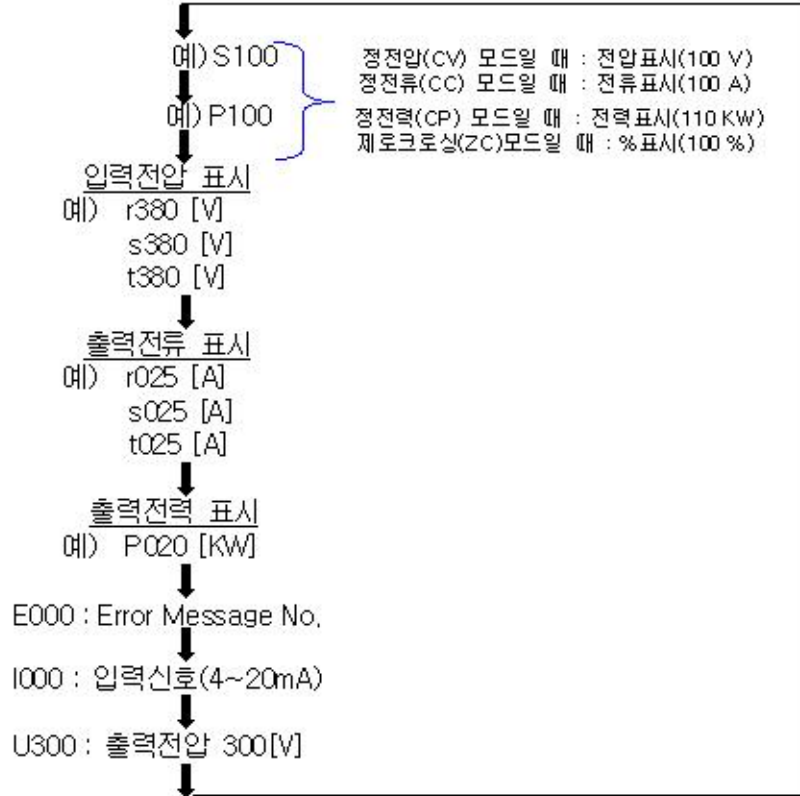 예) S100
정전압(CV) 모드일 때 : 전압표시(100 V)
정전류(CC) 모드일 때 : 전류표시(100 A)
예) P100
정전력(CP) 모드일 때 : 전력표시(110 KW)
제로크로싱(ZC)모드일 때 : %표시(100 %)
입력전압 표시
예) r380 [V]
s380 [V]
t380 [V]
출력전류 표시
예) r025 [A]
s025 [A]
t025 [A]
출력전력 표시
예) P020 [KW]
E000 : Error Message No,
I000 : 입력신호(4~20mA)
U300 : 출력전압 300[V]